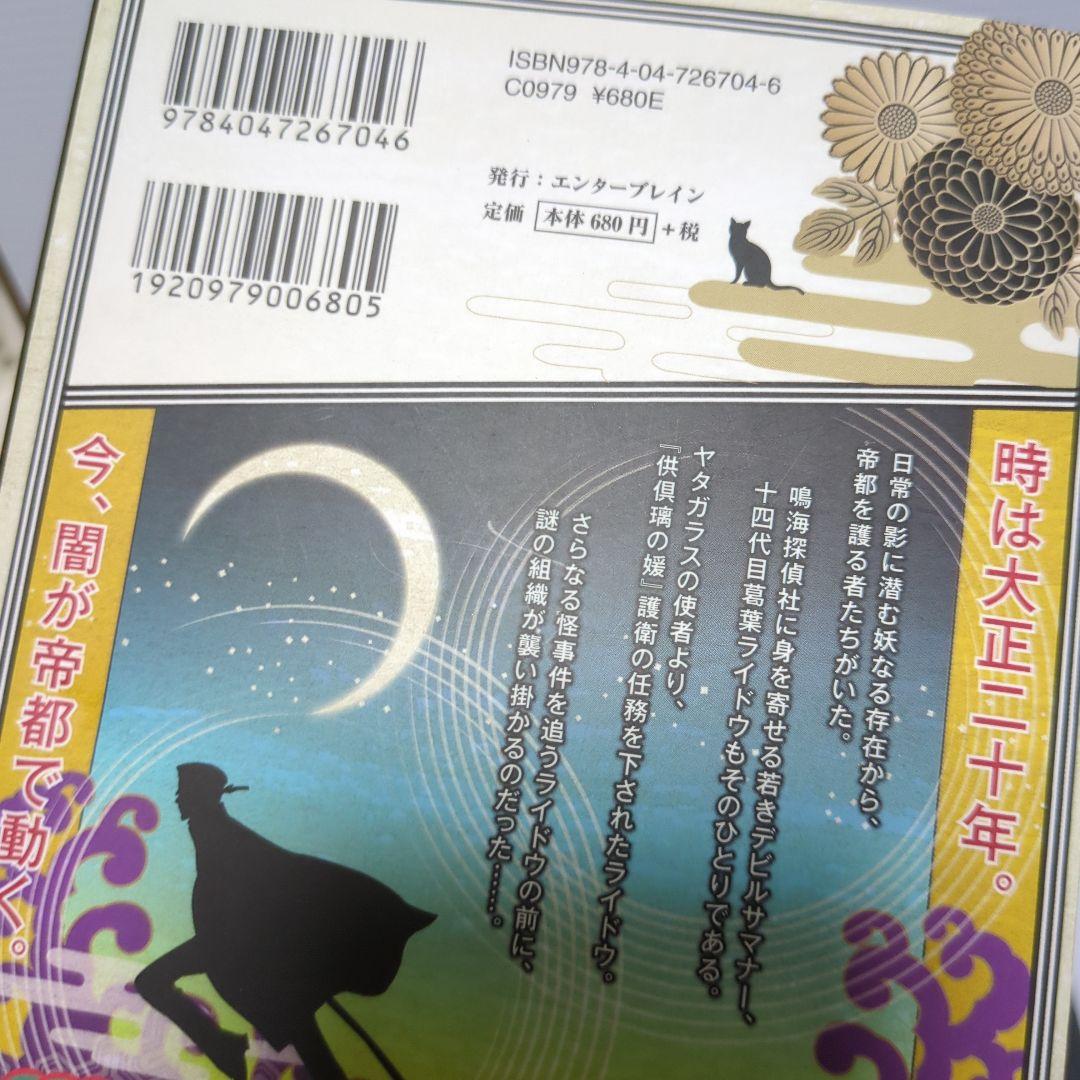 ISBN978-4-04-726704-6
C0979 ¥680E
9784047267046
発行：エンターブレイン
定価 本体680円+税
1920979006805
時は大正二十年。
日常の影に潜む妖なる存在から、
帝都を護る者たちがいた。
鳴海探偵社に身を寄せる若きデビルサマナー、
十四代目葛葉ライドウもそのひとりである。
ヤタガラスの使者より、
『供倶璃の媛』護衛の任務を下されたライドウ。
さらなる怪事件を追うライドウの前に、
謎の組織が襲い掛かるのだった……。
今、闇が帝都で動く。